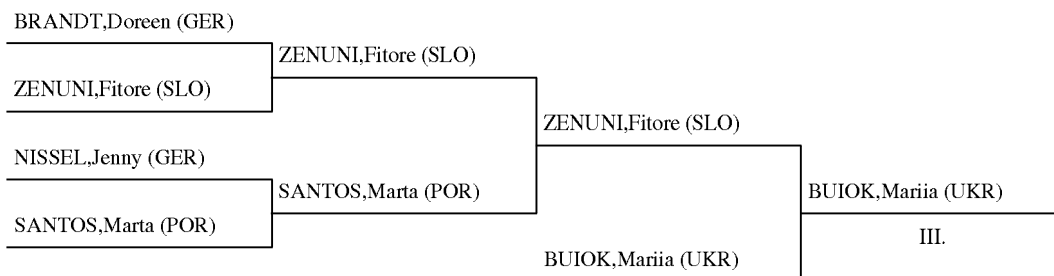 BRANDT,Doreen (GER)
ZENUNI,Fitore (SLO)
ZENUNI,Fitore (SLO)
ZENUNI,Fitore (SLO)
NISSEL,Jenny (GER)
SANTOS,Marta (POR)
BUIOK,Mariia (UKR)
SANTOS,Marta (POR)
III.
BUIOK,Mariia (UKR)